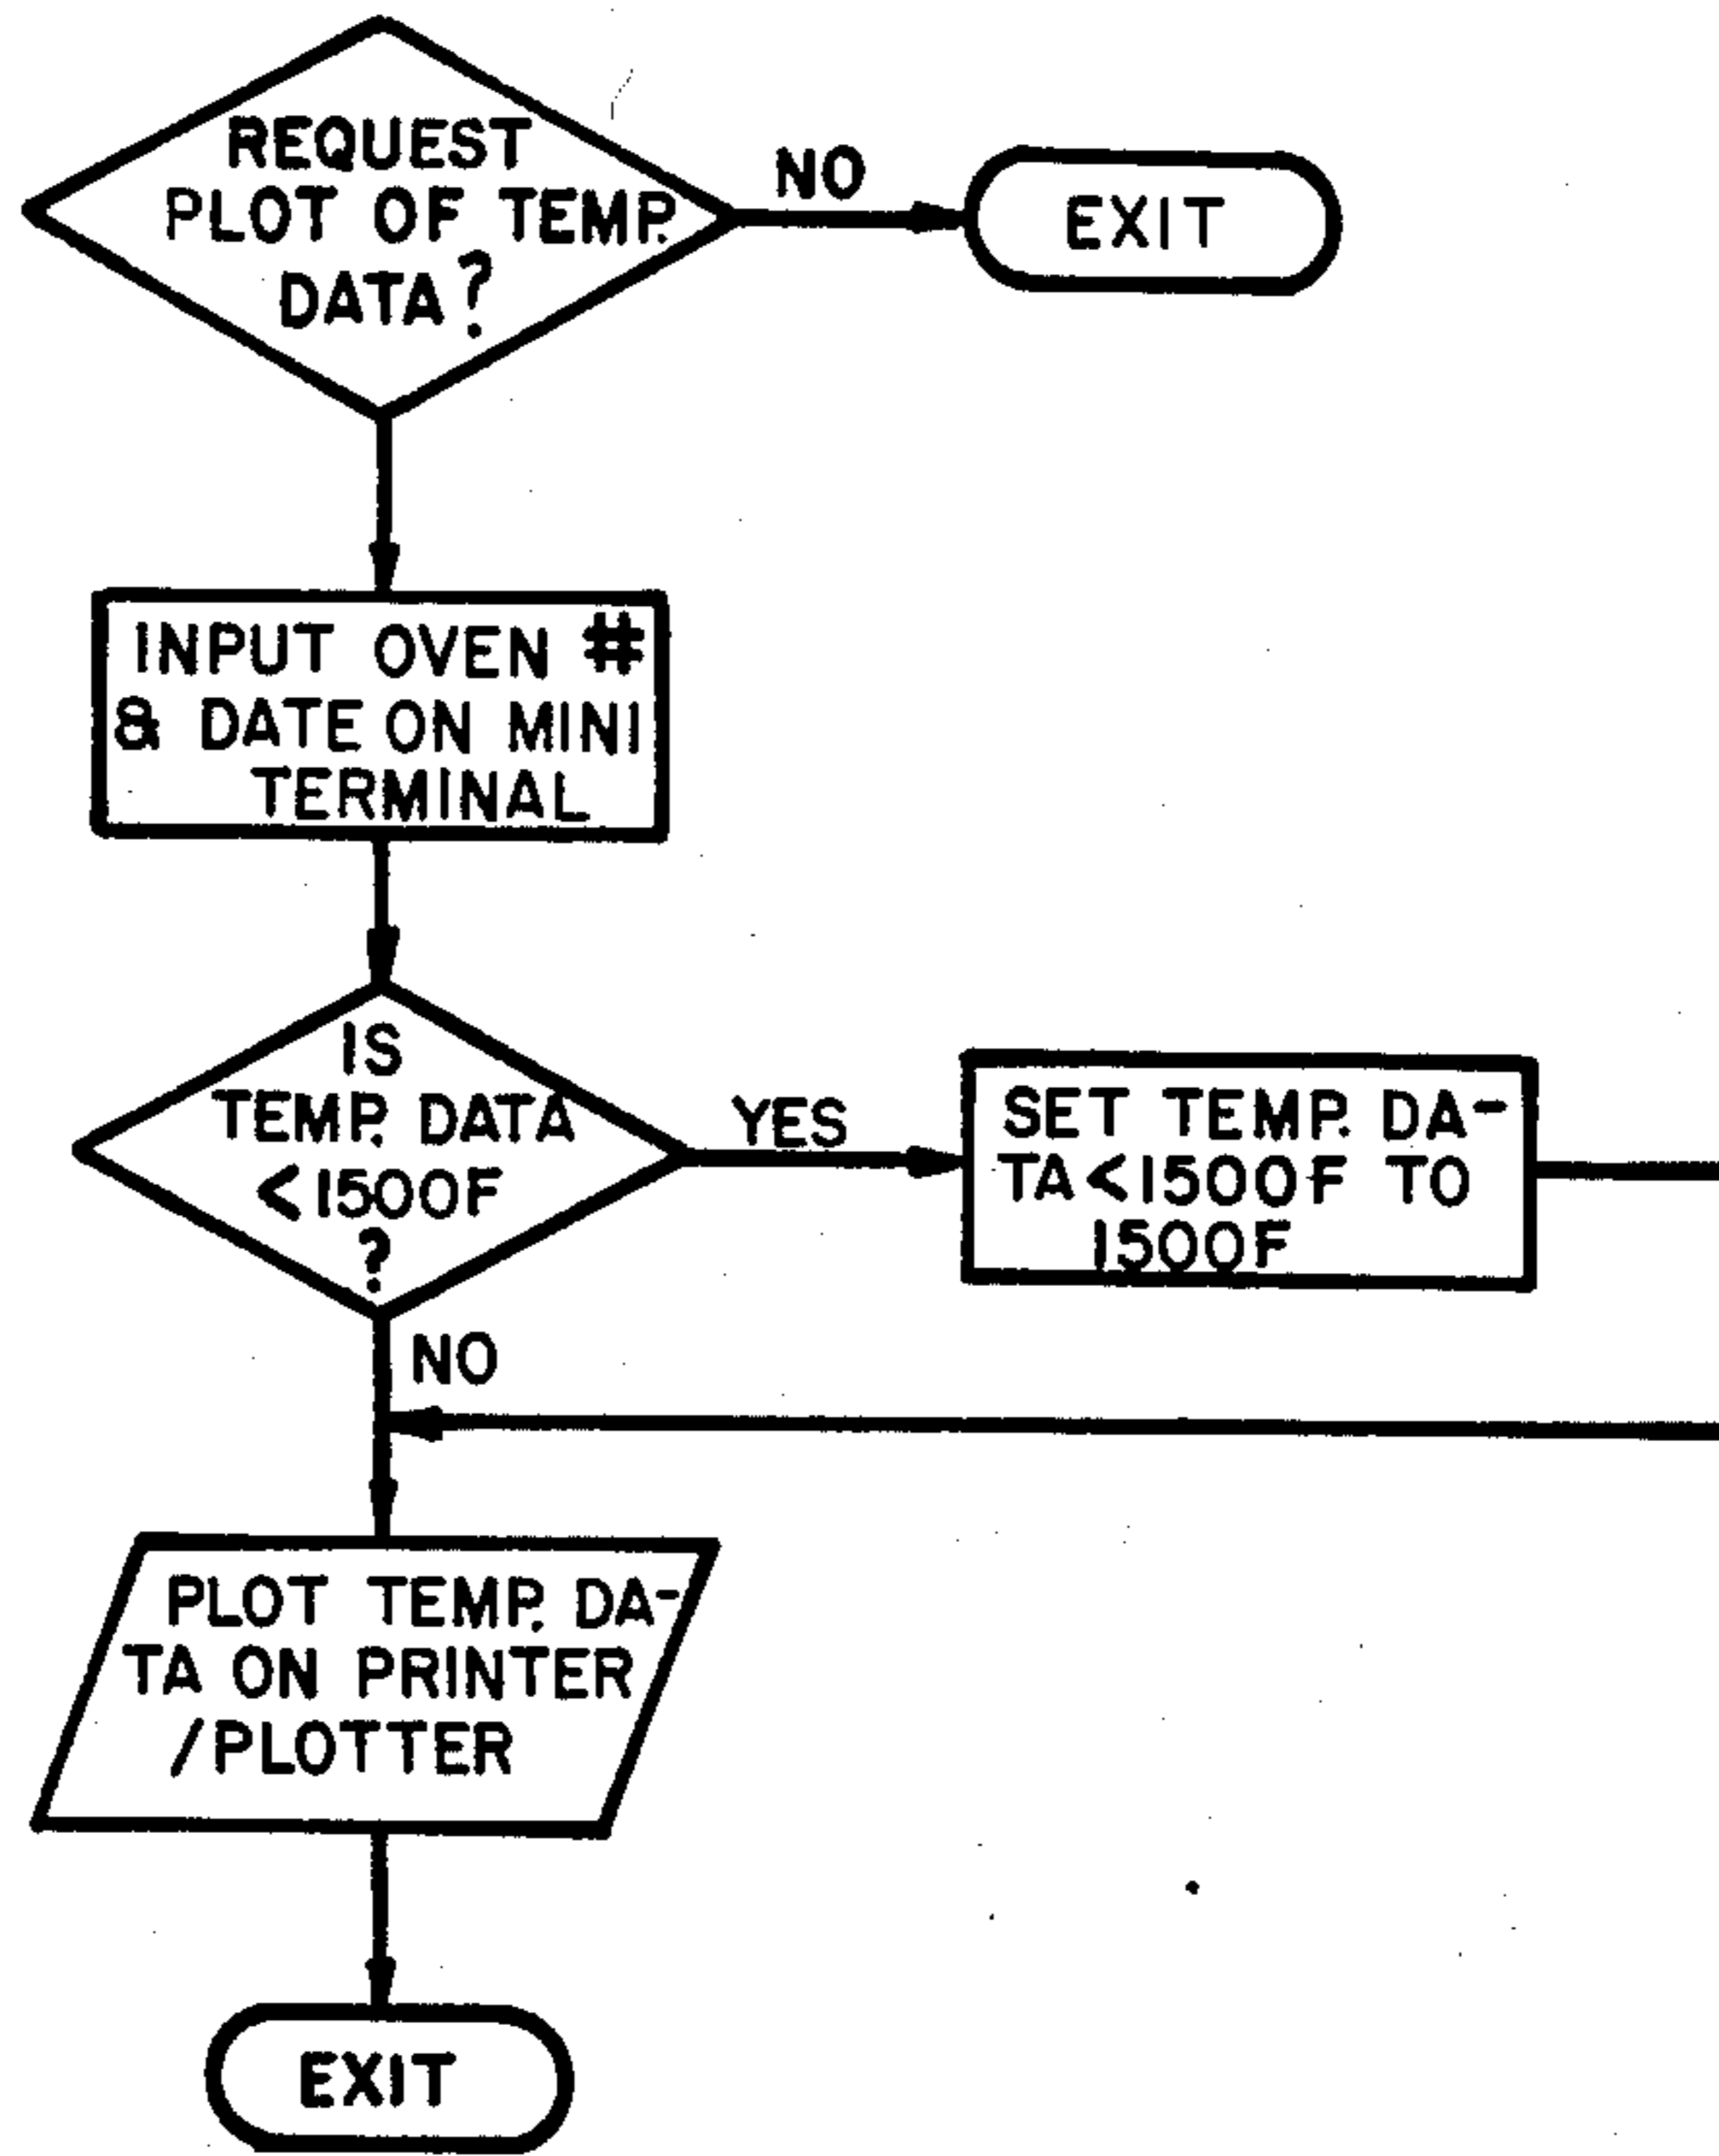 REQUEST
PLOT OF TEMP.
DATA?
NO
EXIT
INPUT OVEN #
& DATE ON MINI
TERMINAL
IS
TEMP. DATA
<1500F
?
YES
SET TEMP. DA-
TA<1500F TO
1500F
NO
PLOT TEMP. DA-
TA ON PRINTER
/PLOTTER
EXIT